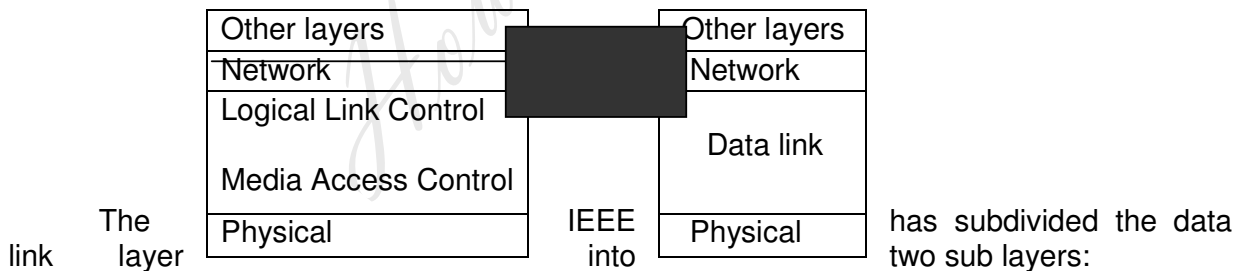 Other layers Other layers
Network Network
Logical Link Control
Data link
Media Access Control
The Physical IEEE Physical has subdivided the data
link layer into two sub layers: